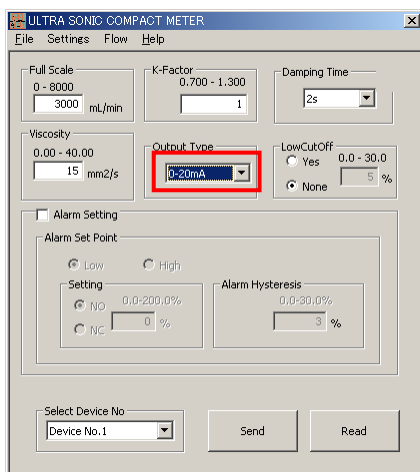 ULTRA SONIC COMPACT METER
File Settings Flow Help
Full Scale
0 - 8000
3000 mL/min
K-Factor
0.700 - 1.300
1
Damping Time
2s
Viscosity
0.00 - 40.00
15 mm2/s
Output Type
0-20mA
LowCutOff
Yes 0.0 - 30.0
None 5 %
Alarm Setting
Alarm Set Point
Low High
Setting
NO 0.0-200.0%
NC 0 %
Alarm Hysteresis
0.0-30.0%
3 %
Select Device No
Device No.1
Send
Read